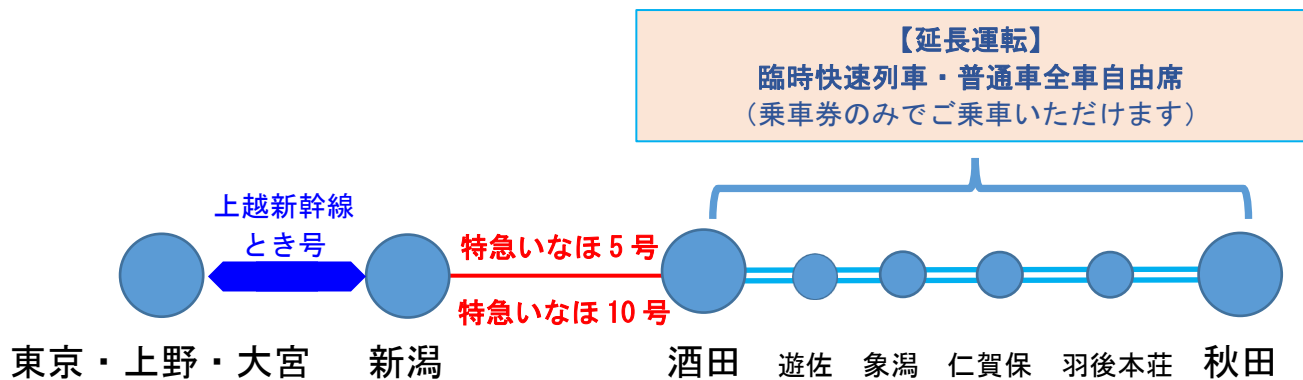 【延長運転】
臨時快速列車・普通車全車自由席
（乗車券のみでご乗車いただけます）
上越新幹線
とき号
特急いなほ 5 号
特急いなほ 10 号
東京・上野・大宮 新潟 酒田 遊佐 象潟 仁賀保 羽後本荘 秋田